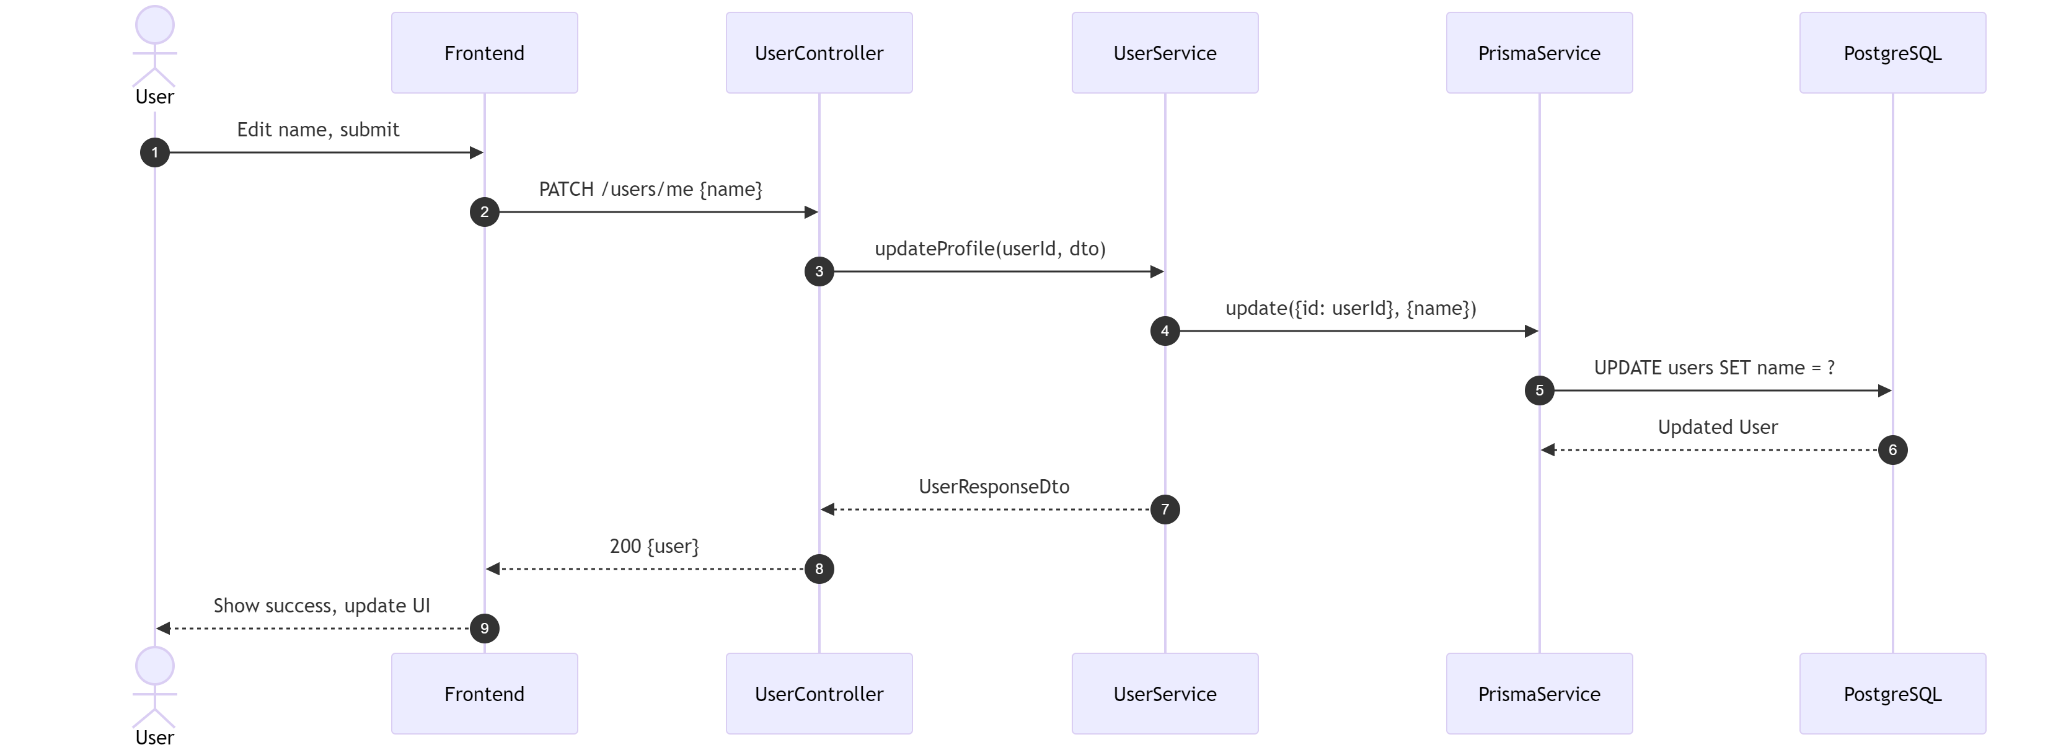 Frontend
UserController
UserService
PrismaService
PostgreSQL
User
Edit name, submit
1
PATCH /users/me {name}
2
updateProfile(userId, dto)
3
update({id: userId}, {name})
4
UPDATE users SET name = ?
5
Updated User
6
UserResponseDto
7
200 {user}
8
Show success, update UI
9
Frontend
UserController
UserService
PrismaService
PostgreSQL
User